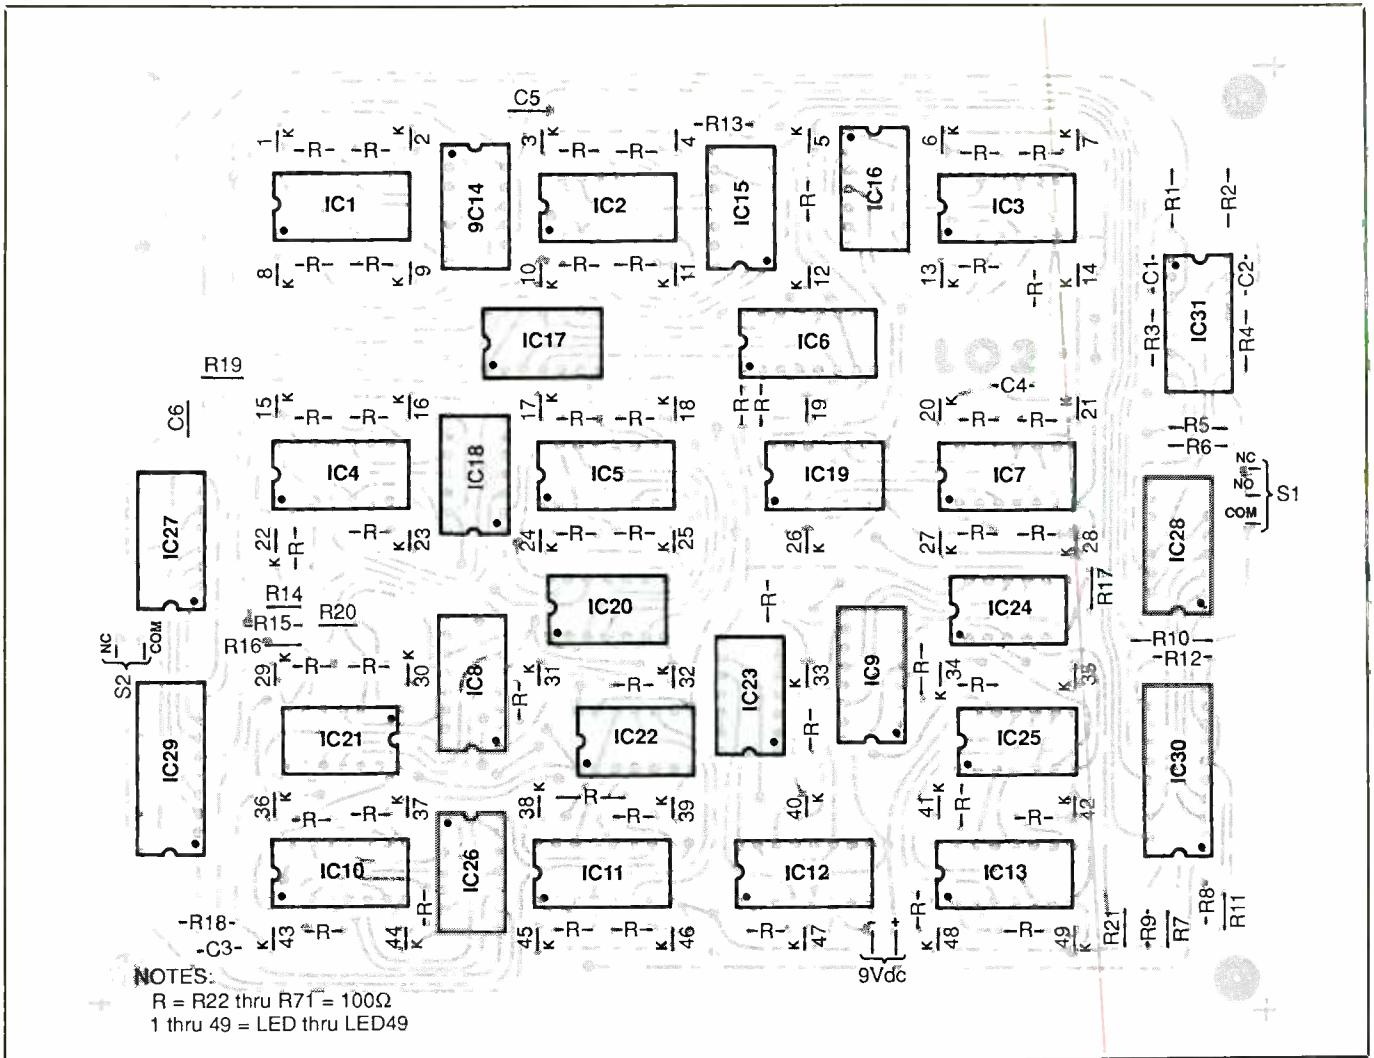 C5
-R13-
1 K K 2 3 K 4 K 5 6 K K 7
-R- -R- -R- -R- -R- -R-
IC1 9C14 IC2 IC15 -R- IC16 IC3 -R1- -R2-
8 K -R- -R- K 9 10 K -R- -R- 11 K 12 13 K -R- -R- K 14
-C1- IC31 -C2-
IC17 IC6 102 -R3- -R4-
R19
C6 15 K K 16 17 K K 18 -R- -R- 19 20 K -C4- 21
-R- -R- -R- -R- -R- -R-
-R5-
-R6-
IC4 IC18 IC5 IC19 IC7
NC
NO
COM
S1
IC27 IC28
22 K -R- -R- K 23 24 K -R- -R- K 25 26 K 27 K -R- -R- K 28
IC20 -R- IC24 R17
R14
R15-
R20
R16
NC COM
S2
-R10-
-R12-
29 K -R- -R- K 30 IC8 -R- K 31 -R- K 32 IC23 K 33 IC9 -R- K 34 -R- K 35
IC21 IC22 -R- IC25
IC29 IC30
36 K -R- -R- K 37 38 K -R- -R- K 39 40 K 41 K -R- -R- K 42
IC10 IC26 IC11 IC12 IC13
-R18-
-C3-
K 43 -R- 44 K -R- 45 K -R- -R- K 46 -R- K 47 - + -R- K 48 -R- 49 K
R21 -R9- R7 -R8- R11
9Vdc
NOTES:
R = R22 thru R71 = 100Ω
1 thru 49 = LED thru LED49